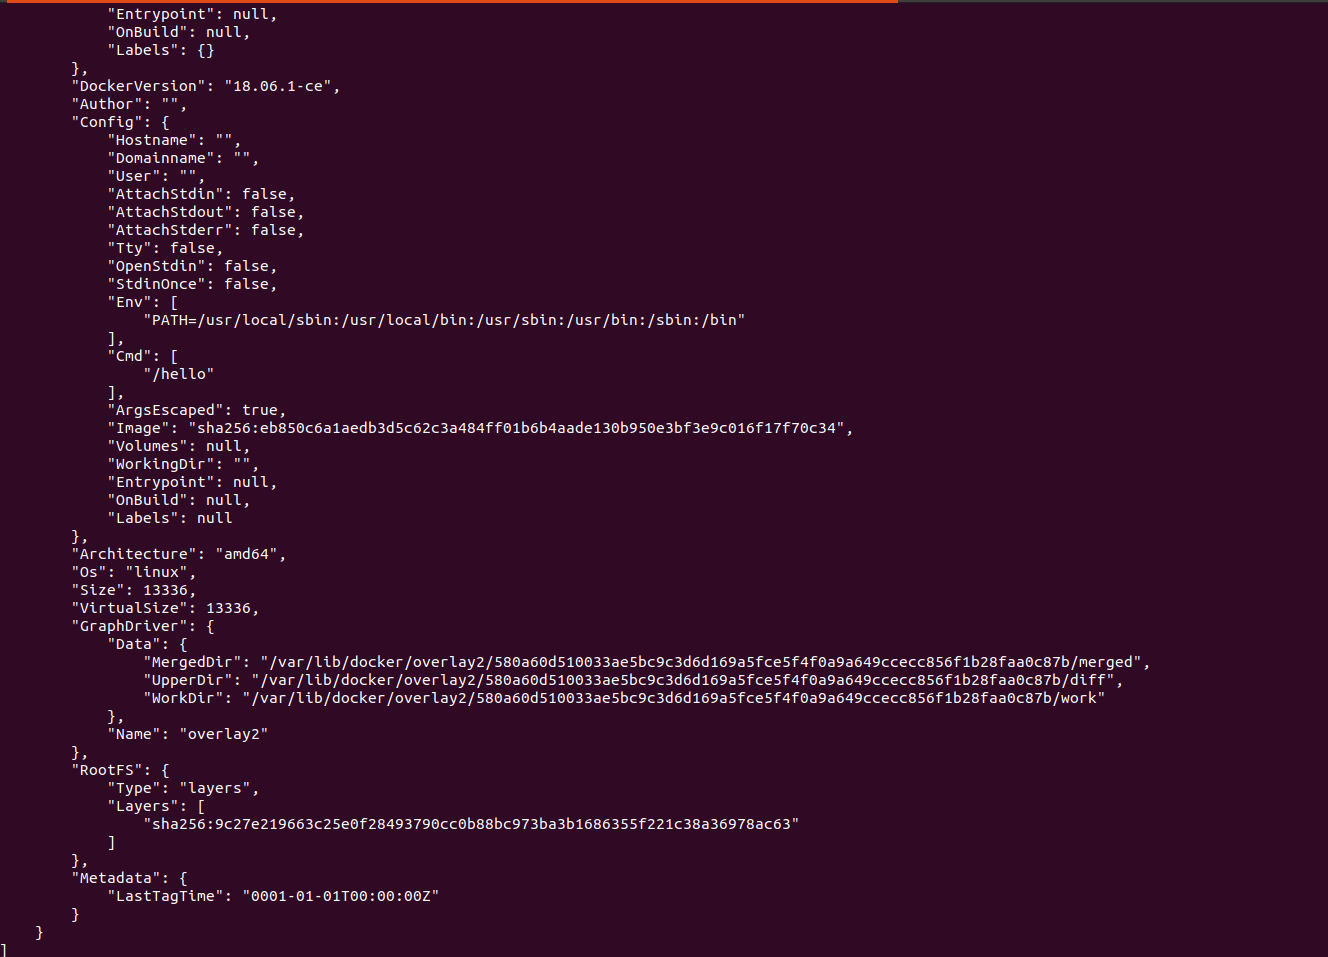 "Entrypoint": null,
            "OnBuild": null,
            "Labels": {}
        },
        "DockerVersion": "18.06.1-ce",
        "Author": "",
        "Config": {
            "Hostname": "",
            "Domainname": "",
            "User": "",
            "AttachStdin": false,
            "AttachStdout": false,
            "AttachStderr": false,
            "Tty": false,
            "OpenStdin": false,
            "StdinOnce": false,
            "Env": [
                "PATH=/usr/local/sbin:/usr/local/bin:/usr/sbin:/usr/bin:/sbin:/bin"
            ],
            "Cmd": [
                "/hello"
            ],
            "ArgsEscaped": true,
            "Image": "sha256:eb850c6a1aedb3d5c62c3a484ff01b6b4aade130b950e3bf3e9c016f17f70c34",
            "Volumes": null,
            "WorkingDir": "",
            "Entrypoint": null,
            "OnBuild": null,
            "Labels": null
        },
        "Architecture": "amd64",
        "Os": "linux",
        "Size": 13336,
        "VirtualSize": 13336,
        "GraphDriver": {
            "Data": {
                "MergedDir": "/var/lib/docker/overlay2/580a60d510033ae5bc9c3d6d169a5fce5f4f0a9a649ccecc856f1b28faa0c87b/merged",
                "UpperDir": "/var/lib/docker/overlay2/580a60d510033ae5bc9c3d6d169a5fce5f4f0a9a649ccecc856f1b28faa0c87b/diff",
                "WorkDir": "/var/lib/docker/overlay2/580a60d510033ae5bc9c3d6d169a5fce5f4f0a9a649ccecc856f1b28faa0c87b/work"
            },
            "Name": "overlay2"
        },
        "RootFS": {
            "Type": "layers",
            "Layers": [
                "sha256:9c27e219663c25e0f28493790cc0b88bc973ba3b1686355f221c38a36978ac63"
            ]
        },
        "Metadata": {
            "LastTagTime": "0001-01-01T00:00:00Z"
        }
    }
]